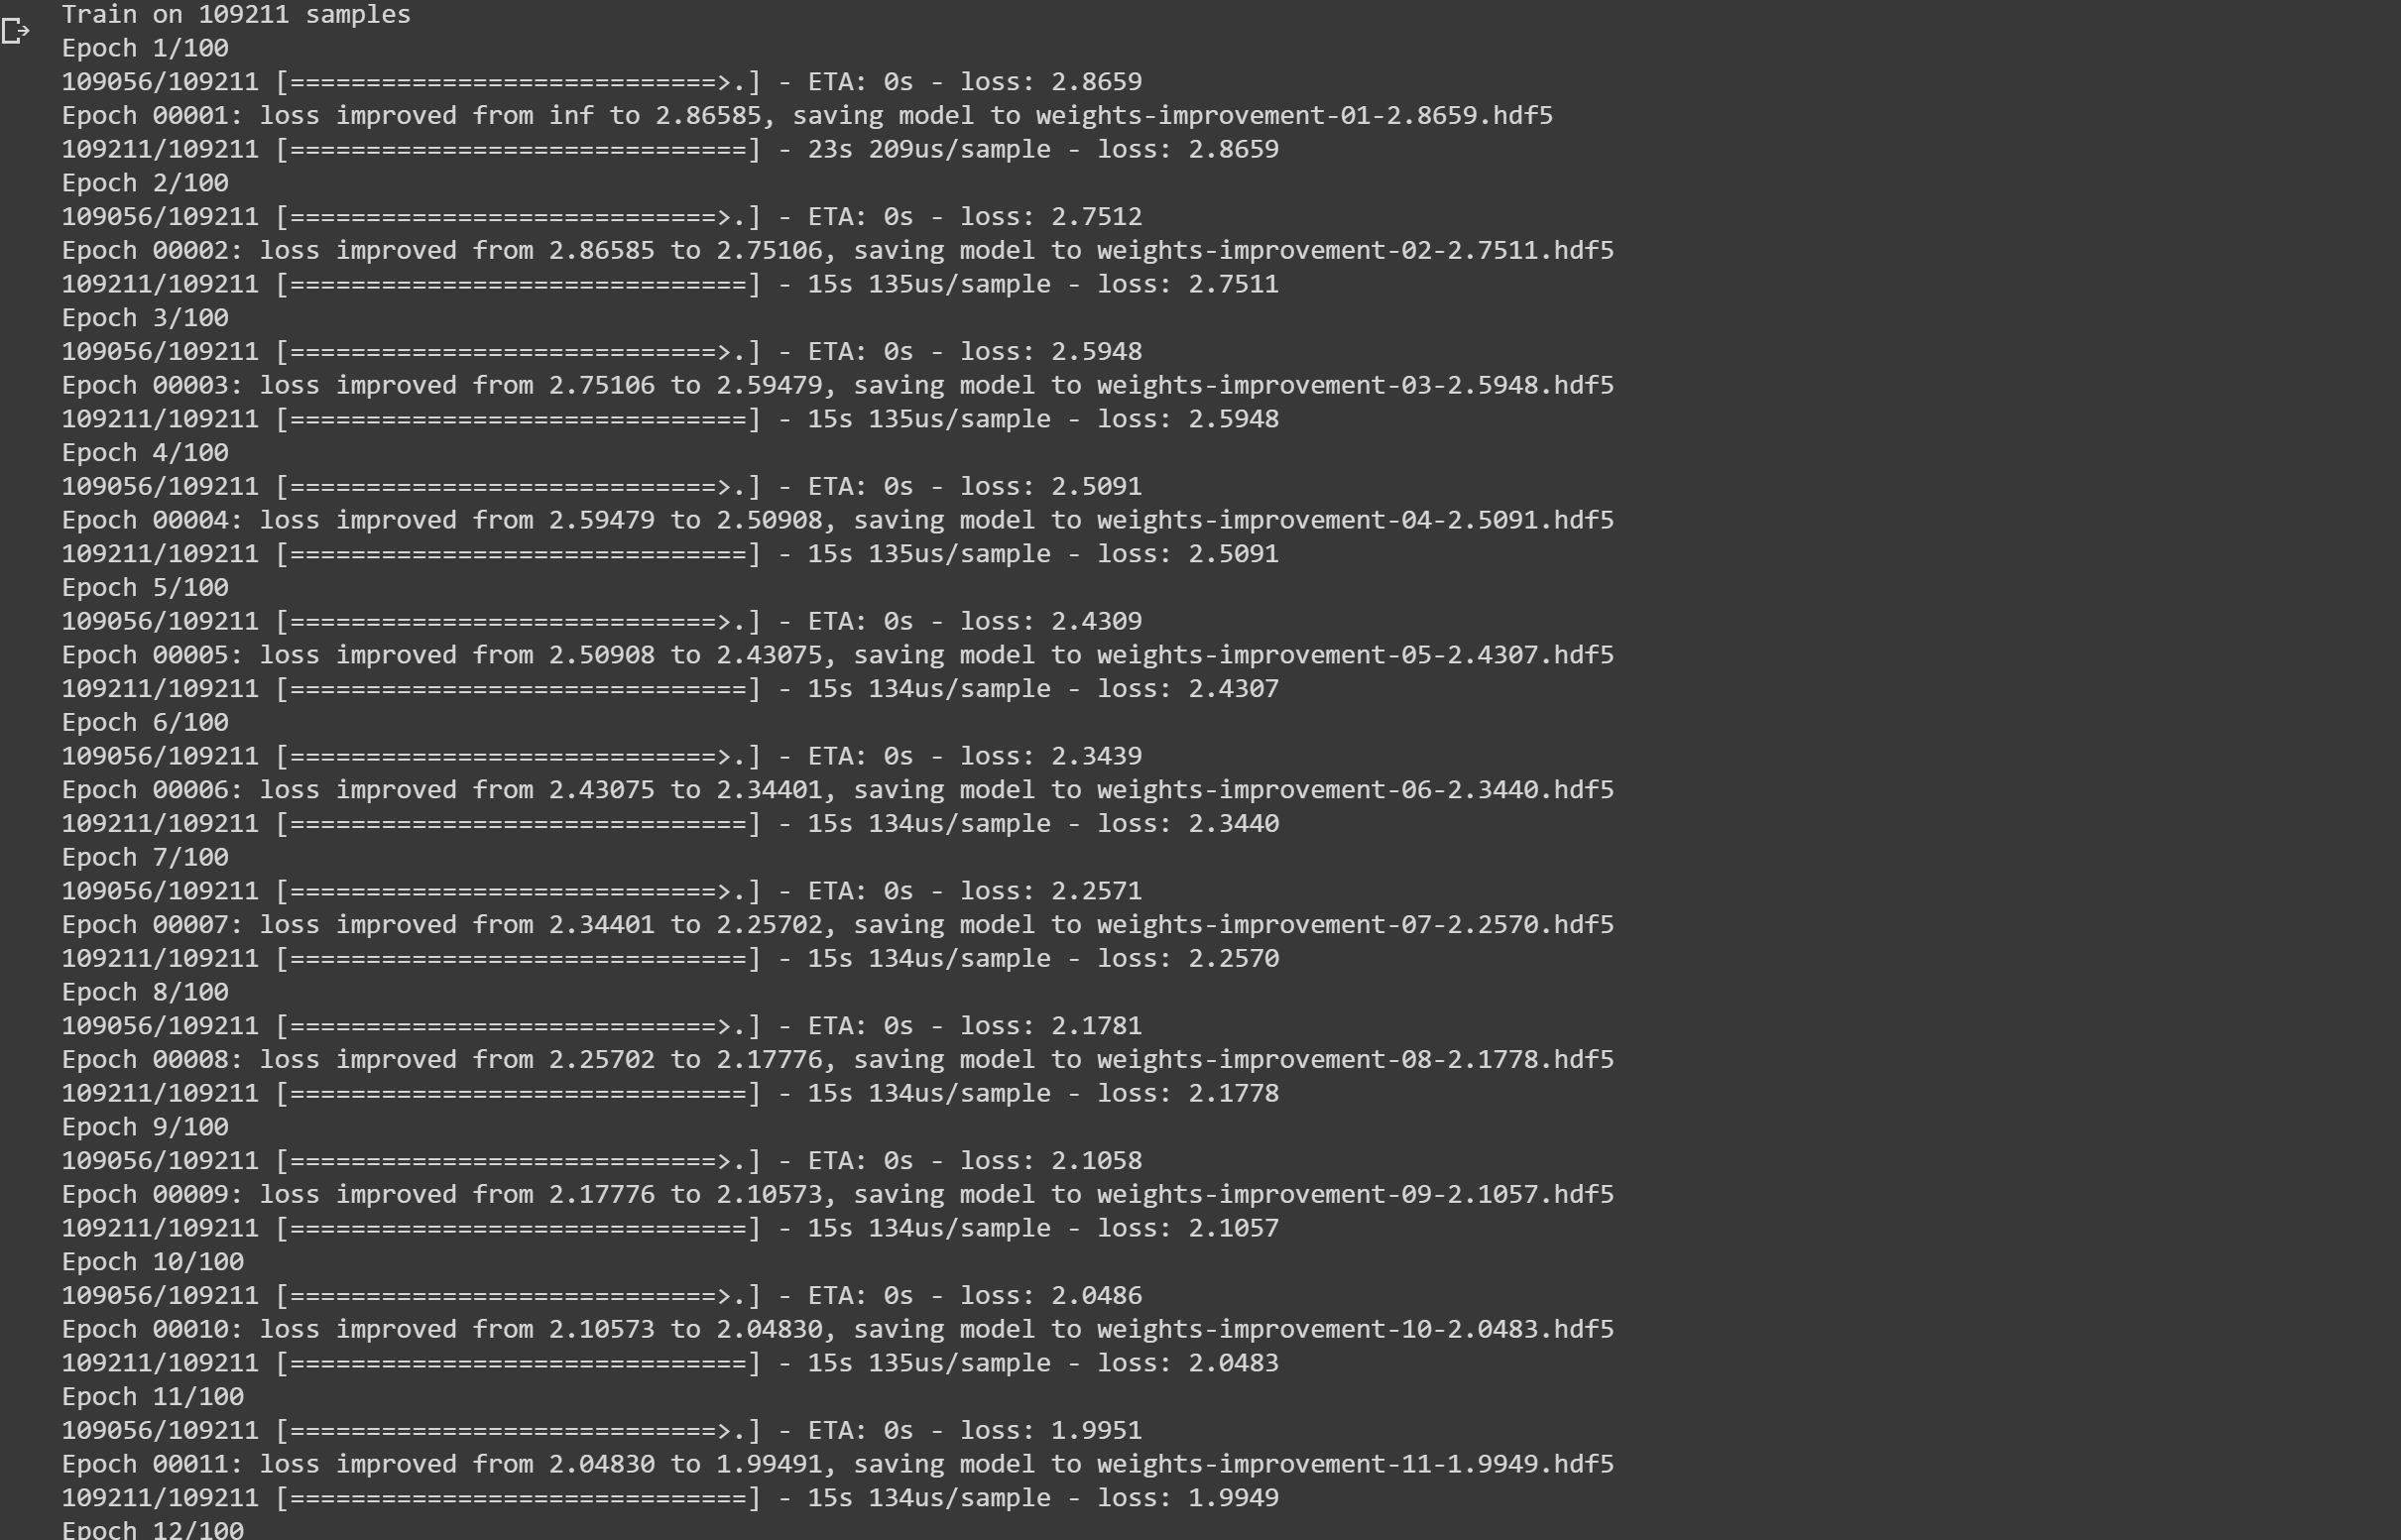 Train on 109211 samples
Epoch 1/100
109056/109211 [============================>.] - ETA: 0s - loss: 2.8659
Epoch 00001: loss improved from inf to 2.86585, saving model to weights-improvement-01-2.8659.hdf5
109211/109211 [==============================] - 23s 209us/sample - loss: 2.8659
Epoch 2/100
109056/109211 [============================>.] - ETA: 0s - loss: 2.7512
Epoch 00002: loss improved from 2.86585 to 2.75106, saving model to weights-improvement-02-2.7511.hdf5
109211/109211 [==============================] - 15s 135us/sample - loss: 2.7511
Epoch 3/100
109056/109211 [============================>.] - ETA: 0s - loss: 2.5948
Epoch 00003: loss improved from 2.75106 to 2.59479, saving model to weights-improvement-03-2.5948.hdf5
109211/109211 [==============================] - 15s 135us/sample - loss: 2.5948
Epoch 4/100
109056/109211 [============================>.] - ETA: 0s - loss: 2.5091
Epoch 00004: loss improved from 2.59479 to 2.50908, saving model to weights-improvement-04-2.5091.hdf5
109211/109211 [==============================] - 15s 135us/sample - loss: 2.5091
Epoch 5/100
109056/109211 [============================>.] - ETA: 0s - loss: 2.4309
Epoch 00005: loss improved from 2.50908 to 2.43075, saving model to weights-improvement-05-2.4307.hdf5
109211/109211 [==============================] - 15s 134us/sample - loss: 2.4307
Epoch 6/100
109056/109211 [============================>.] - ETA: 0s - loss: 2.3439
Epoch 00006: loss improved from 2.43075 to 2.34401, saving model to weights-improvement-06-2.3440.hdf5
109211/109211 [==============================] - 15s 134us/sample - loss: 2.3440
Epoch 7/100
109056/109211 [============================>.] - ETA: 0s - loss: 2.2571
Epoch 00007: loss improved from 2.34401 to 2.25702, saving model to weights-improvement-07-2.2570.hdf5
109211/109211 [==============================] - 15s 134us/sample - loss: 2.2570
Epoch 8/100
109056/109211 [============================>.] - ETA: 0s - loss: 2.1781
Epoch 00008: loss improved from 2.25702 to 2.17776, saving model to weights-improvement-08-2.1778.hdf5
109211/109211 [==============================] - 15s 134us/sample - loss: 2.1778
Epoch 9/100
109056/109211 [============================>.] - ETA: 0s - loss: 2.1058
Epoch 00009: loss improved from 2.17776 to 2.10573, saving model to weights-improvement-09-2.1057.hdf5
109211/109211 [==============================] - 15s 134us/sample - loss: 2.1057
Epoch 10/100
109056/109211 [============================>.] - ETA: 0s - loss: 2.0486
Epoch 00010: loss improved from 2.10573 to 2.04830, saving model to weights-improvement-10-2.0483.hdf5
109211/109211 [==============================] - 15s 135us/sample - loss: 2.0483
Epoch 11/100
109056/109211 [============================>.] - ETA: 0s - loss: 1.9951
Epoch 00011: loss improved from 2.04830 to 1.99491, saving model to weights-improvement-11-1.9949.hdf5
109211/109211 [==============================] - 15s 134us/sample - loss: 1.9949
Epoch 12/100